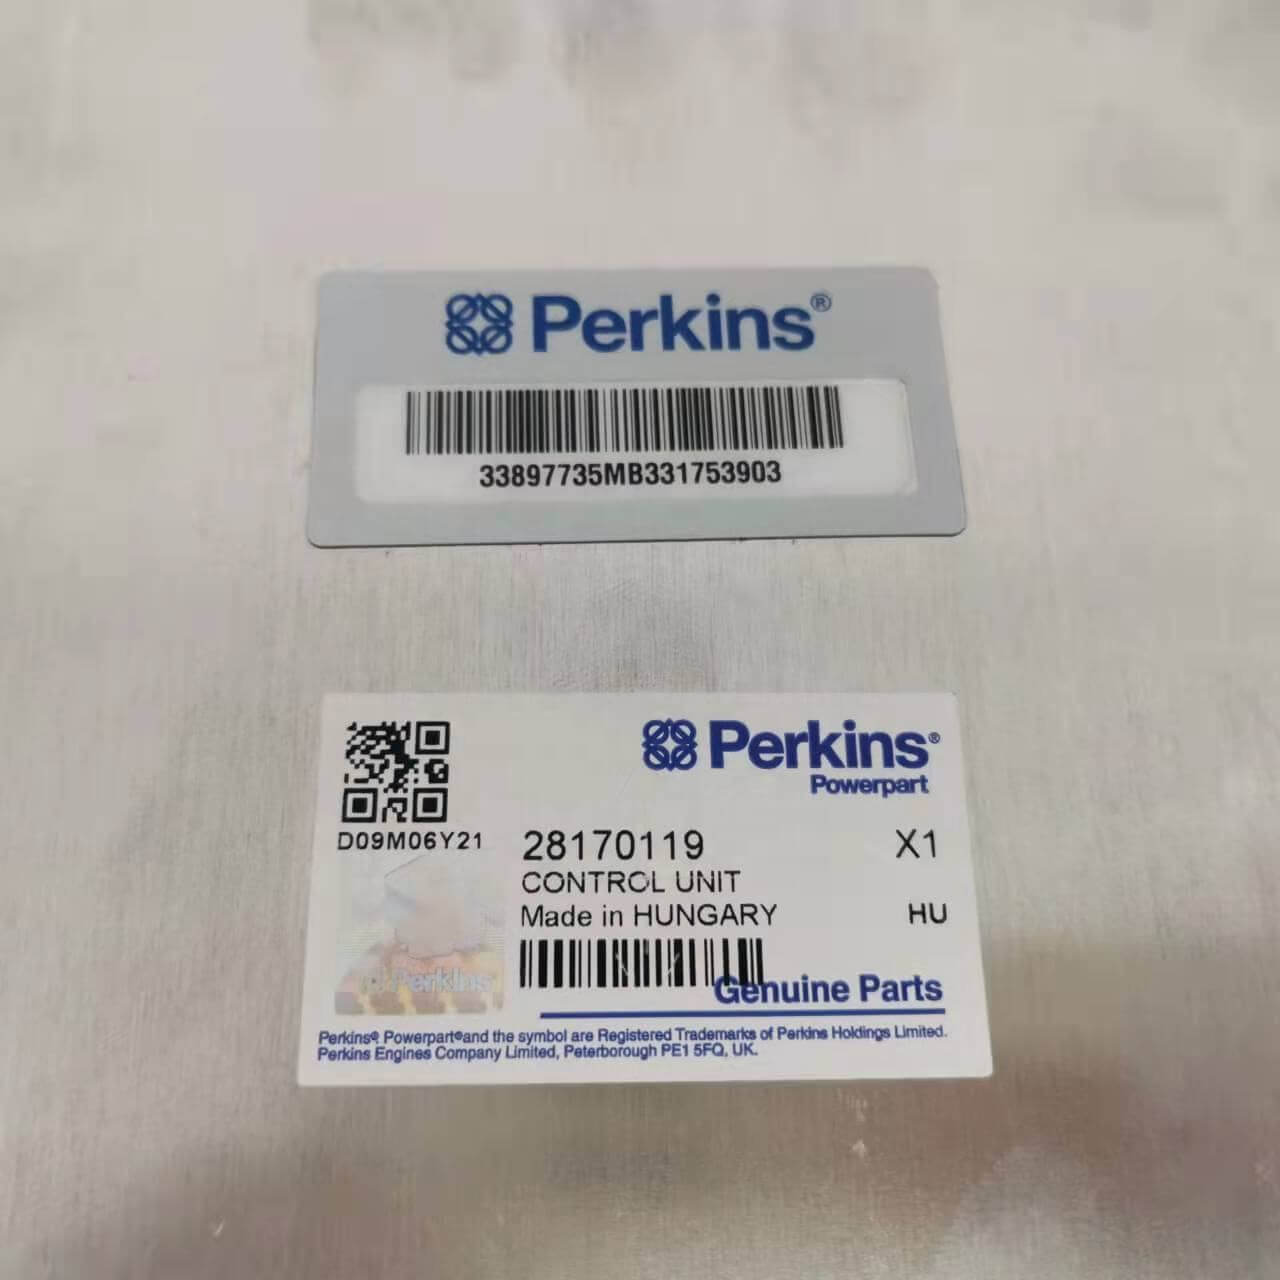 Perkins®
33897735MB331753903
Perkins®
Powerpart
D09M06Y21
28170119 X1
CONTROL UNIT
Made in HUNGARY HU
Perkins
Genuine Parts
Perkins® Powerpart®and the symbol are Registered Trademarks of Perkins Holdings Limited.
Perkins Engines Company Limited, Peterborough PE1 5FQ, UK.